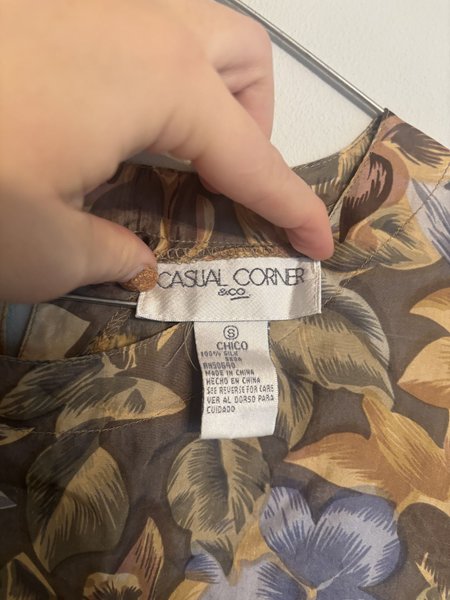 CASUAL CORNER
&CO.
S
CHICO
100% SILK
SEDA
RN50690
MADE IN CHINA
HECHO EN CHINA
SEE REVERSE FOR CARE
VER AL DORSO PARA
CUIDADO